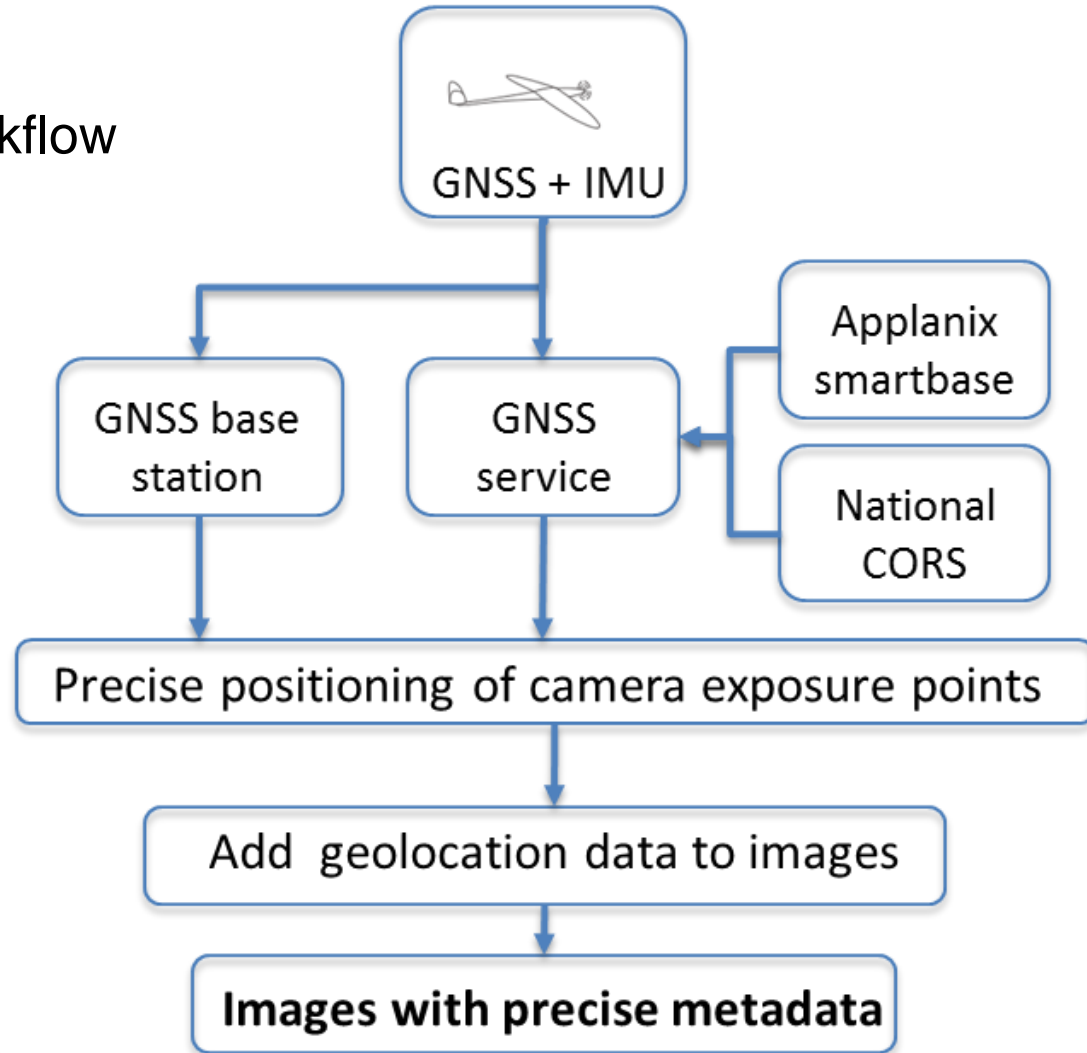 kflow
GNSS + IMU
Applanix
smartbase
GNSS base
station
GNSS
service
National
CORS
Precise positioning of camera exposure points
Add geolocation data to images
Images with precise metadata